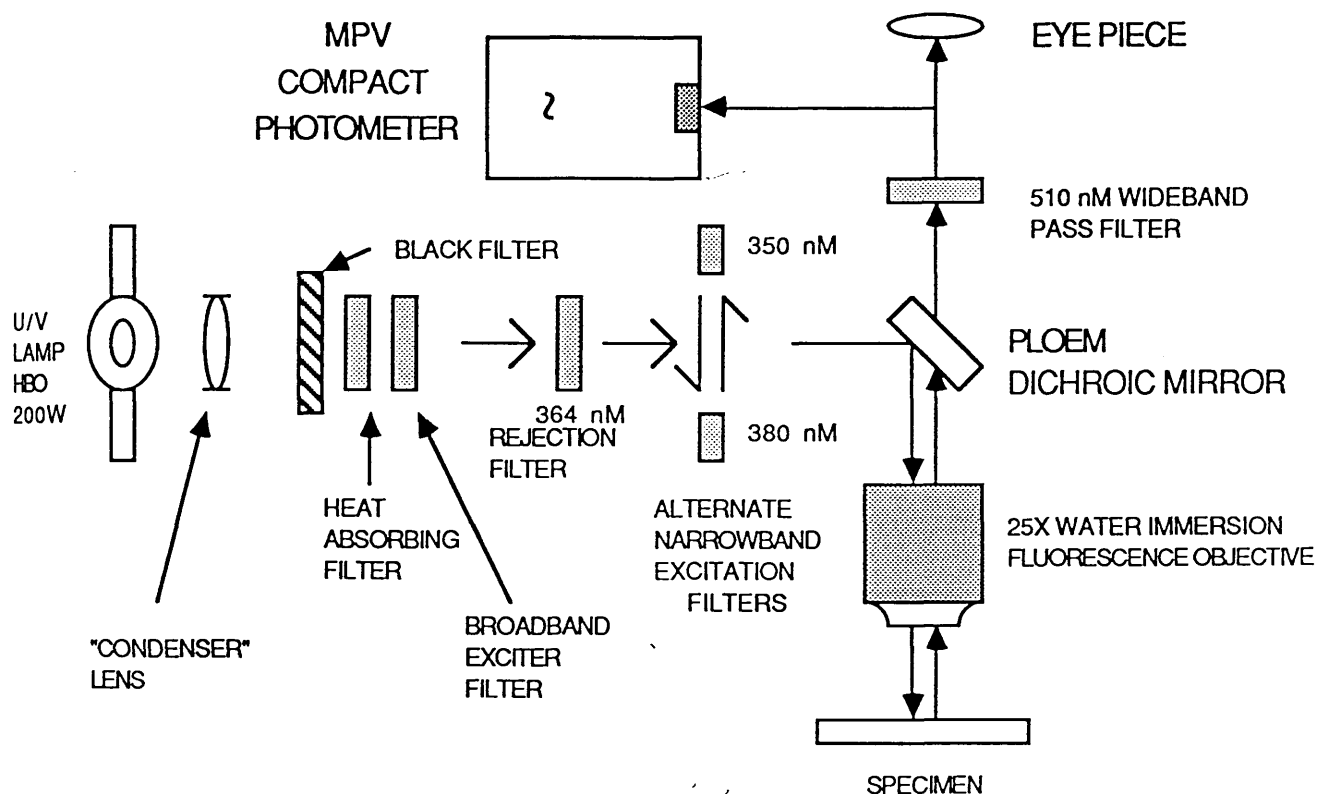 MPV
COMPACT
PHOTOMETER
EYE PIECE
510 nM WIDEBAND
PASS FILTER
BLACK FILTER
350 nM
U/V
LAMP
HBO
200W
PLOEM
DICHROIC MIRROR
364 nM
REJECTION
FILTER
380 nM
HEAT
ABSORBING
FILTER
ALTERNATE
NARROWBAND
EXCITATION
FILTERS
25X WATER IMMERSION
FLUORESCENCE OBJECTIVE
"CONDENSER"
LENS
BROADBAND
EXCITER
FILTER
SPECIMEN